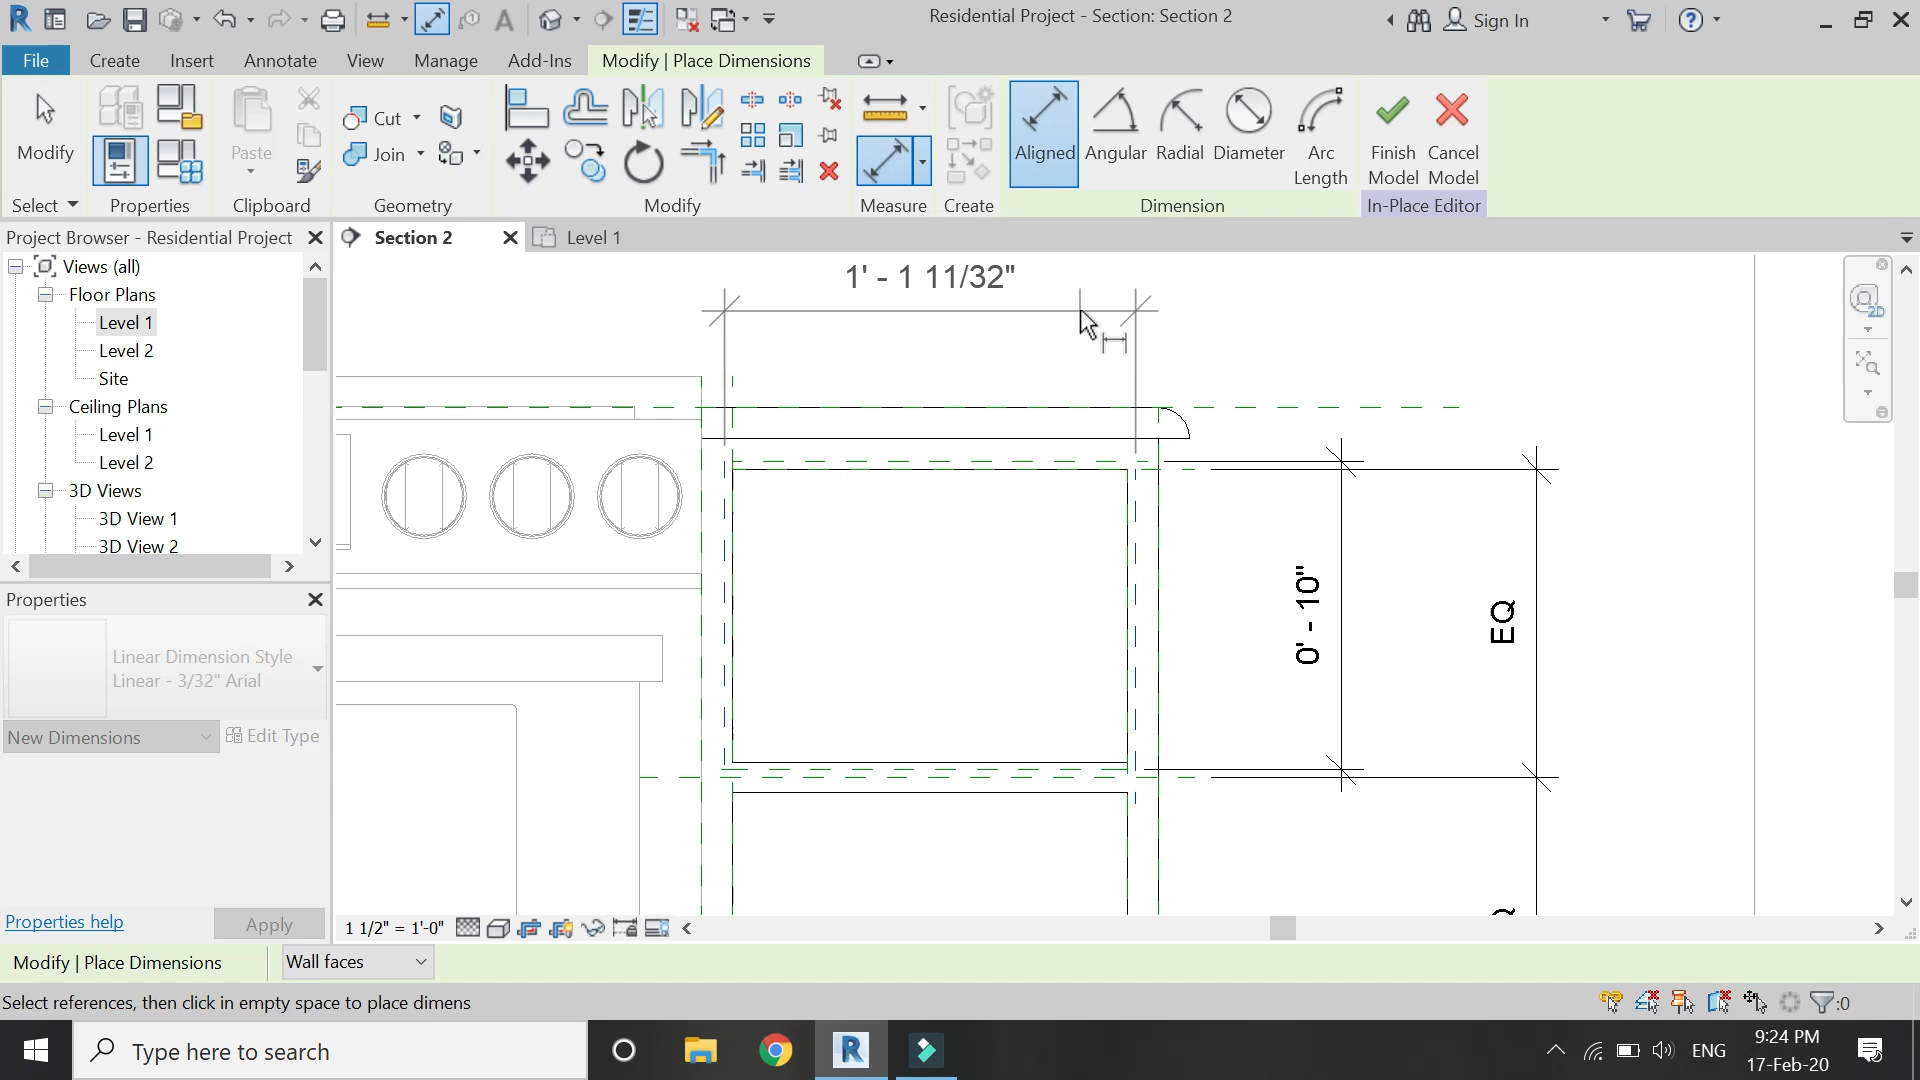 Residential Project - Section: Section 2
Sign In
File
Create
Insert
Annotate
View
Manage
Add-Ins
Modify | Place Dimensions
Modify
Paste
Cut
Join
Aligned
Angular
Radial
Diameter
Arc
Length
Finish
Model
Cancel
Model
Select
Properties
Clipboard
Geometry
Modify
Measure
Create
Dimension
In-Place Editor
Project Browser - Residential Project
Section 2
Level 1
Views (all)
Floor Plans
Level 1
Level 2
Site
Ceiling Plans
Level 1
Level 2
3D Views
3D View 1
3D View 2
1' - 1 11/32"
0' - 10"
EQ
2D
Properties
Linear Dimension Style
Linear - 3/32" Arial
New Dimensions
Edit Type
Properties help
Apply
1 1/2" = 1'-0"
Modify | Place Dimensions
Wall faces
Select references, then click in empty space to place dimens
:0
Type here to search
ENG
9:24 PM
17-Feb-20